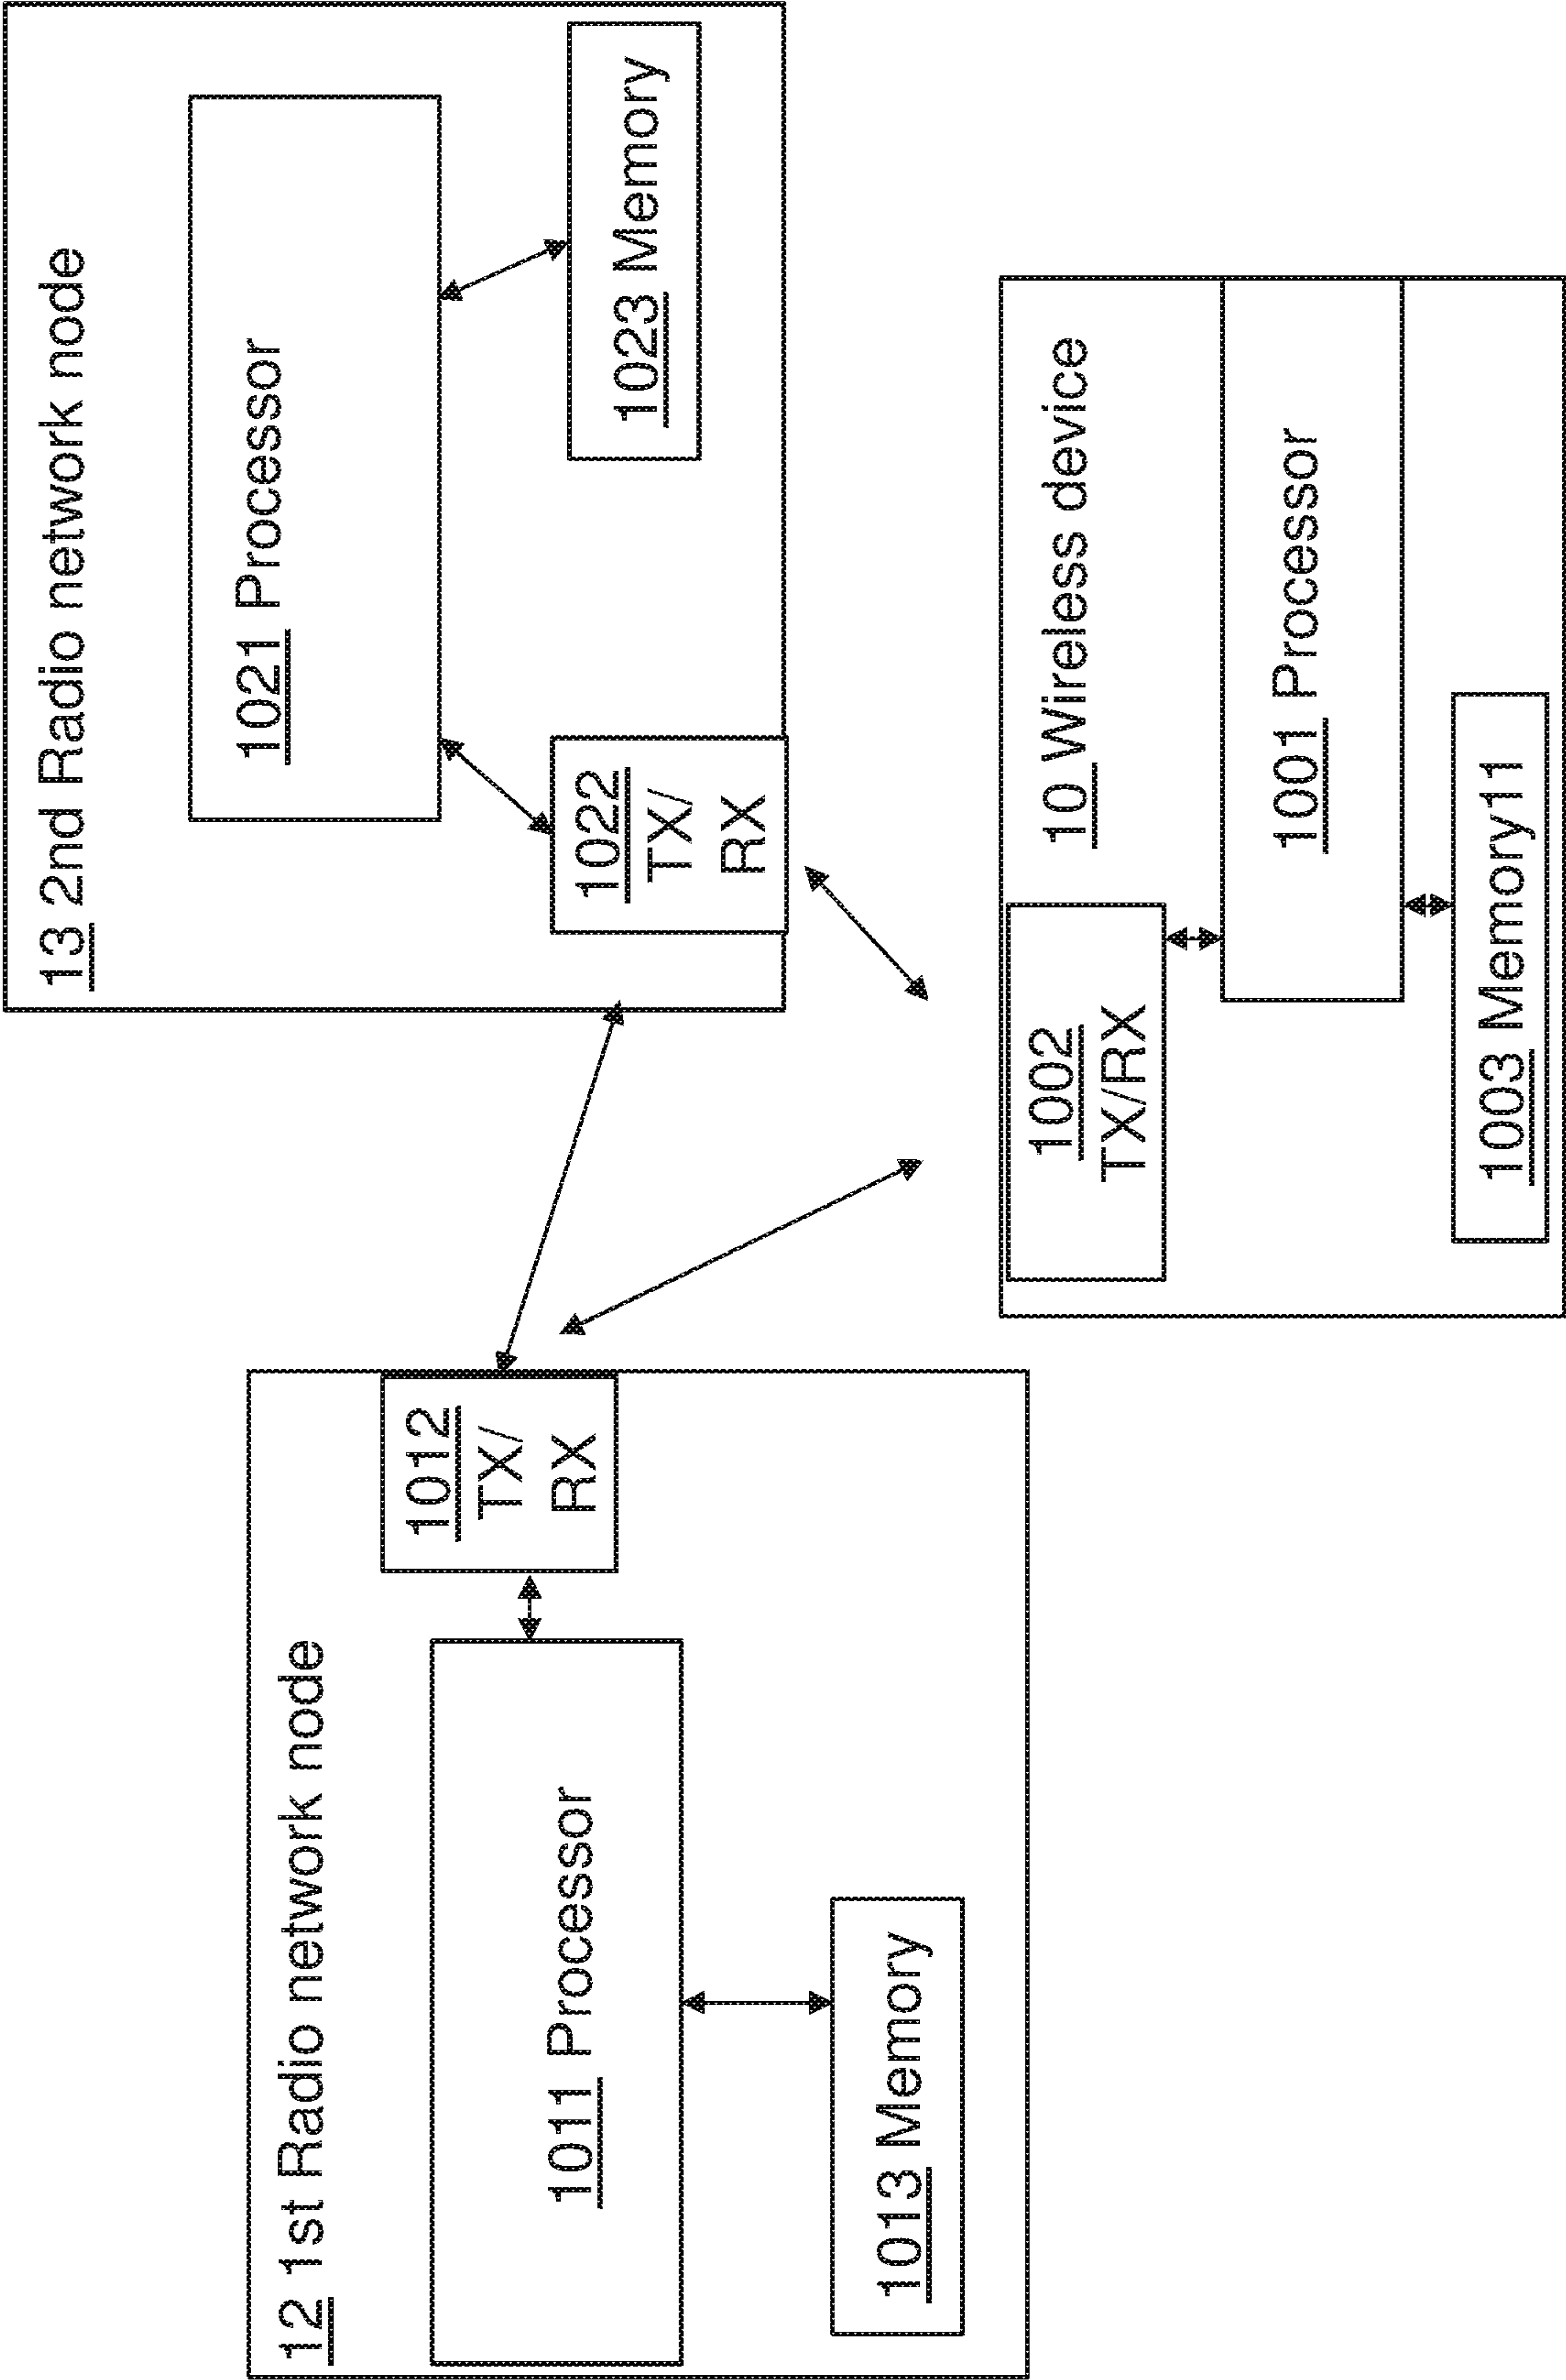 12 1st Radio network node
1011 Processor
1012
TX/
RX
1013 Memory
13 2nd Radio network node
1021 Processor
1022
TX/
RX
1023 Memory
10 Wireless device
1002
TX/RX
1001 Processor
1003 Memory11